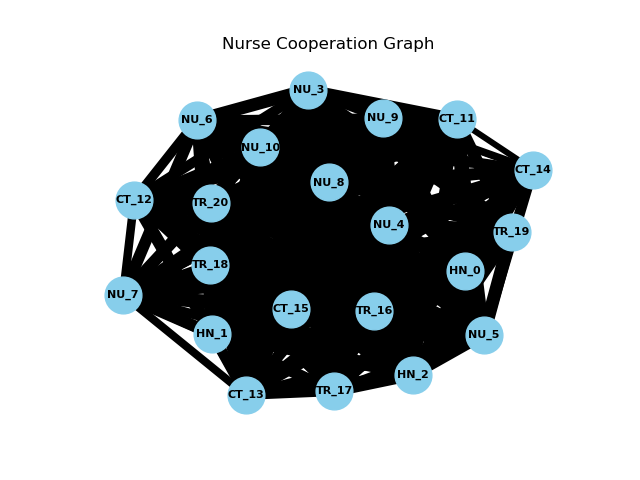 Nurse Cooperation Graph
NU_3
NU_6
NU_9
CT_11
NU_10
CT_14
NU_8
CT_12
TR_20
NU_4
TR_19
TR_18
HN_0
NU_7
CT_15
TR_16
HN_1
NU_5
HN_2
TR_17
CT_13